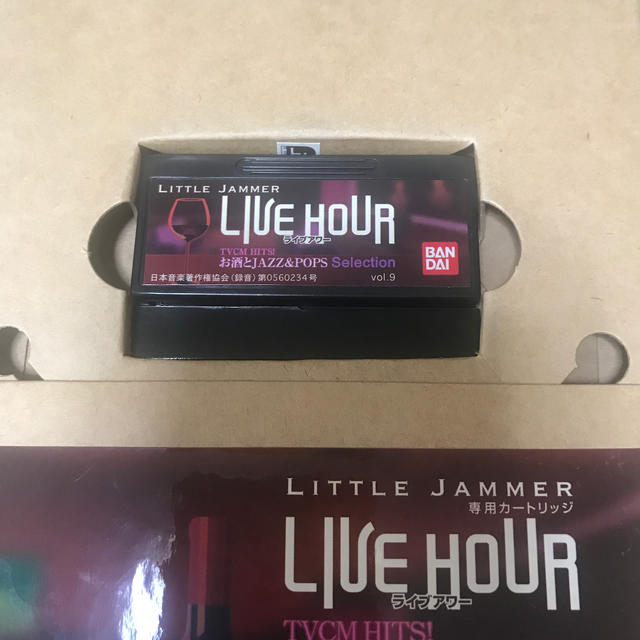 LITTLE JAMMER
LIVE HOUR
ライブアワー
TVCM HITS!
お酒とJAZZ&POPS Selection
日本音楽著作権協会(録音)第0560234号
vol.9
BAN
DAI
LITTLE JAMMER
専用カートリッジ
LIVE HOUR
ライブアワー
TVCM HITS!